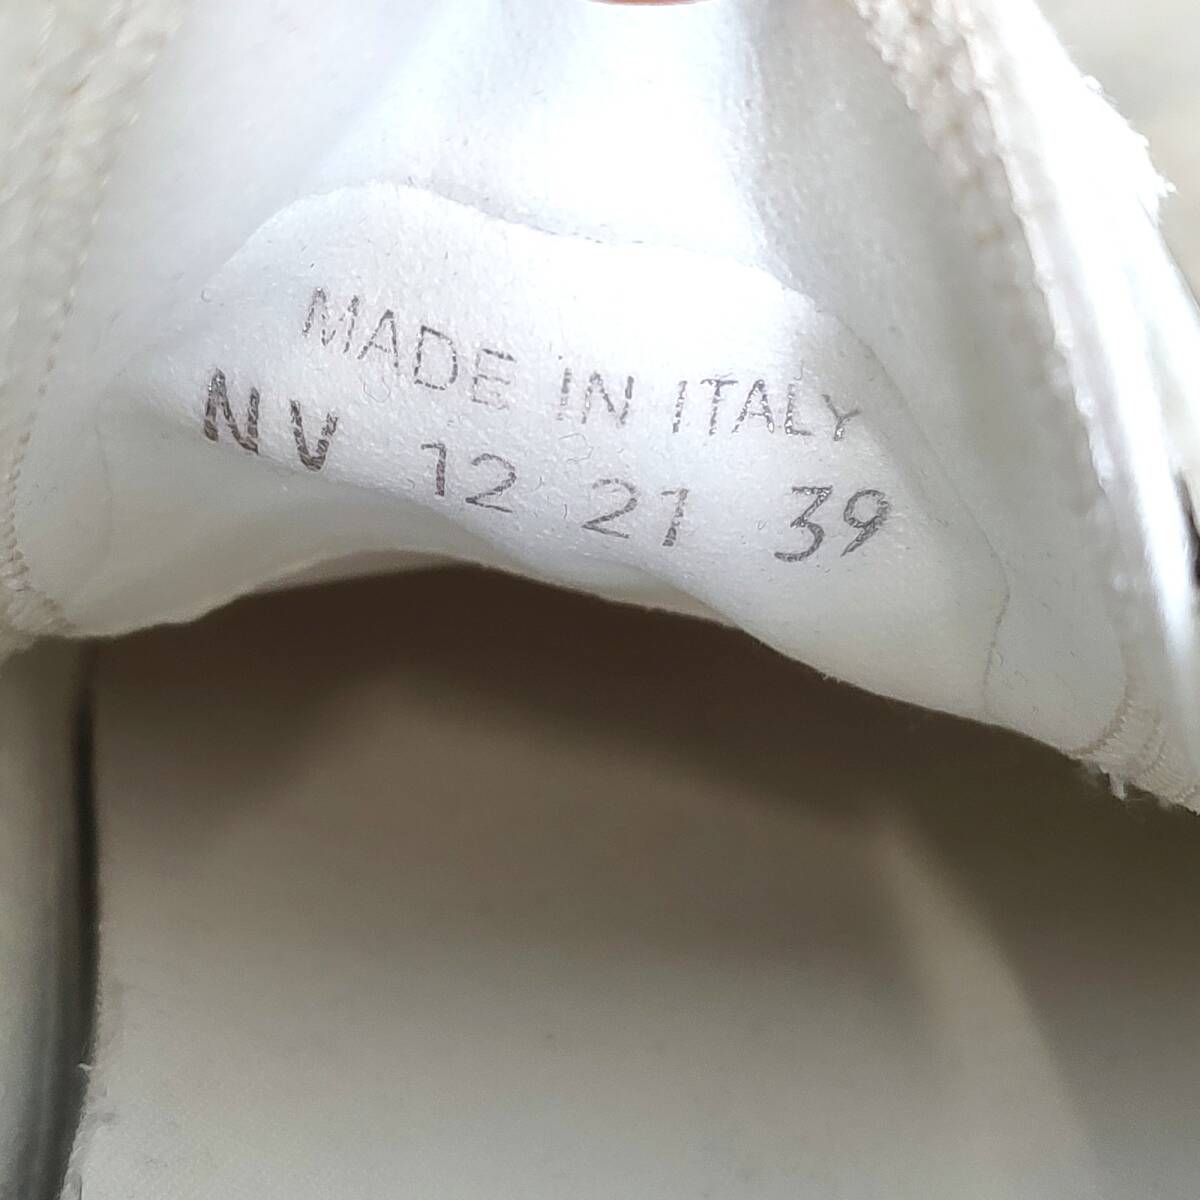 MADE IN ITALY
NV 12 21 39